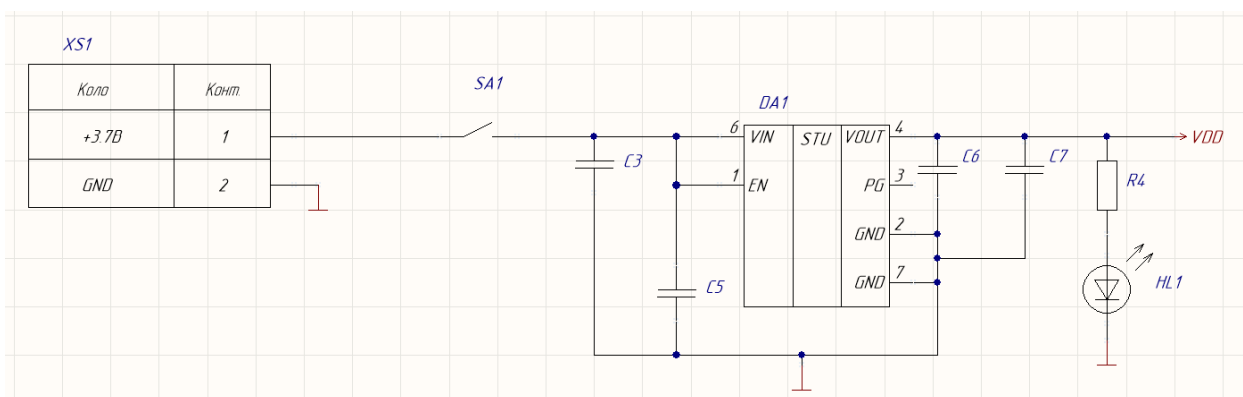 XS1
Коло Конт.
+3.7В 1
GND 2
SA1
DA1
6 VIN STU VOUT 4
1 EN PG 3
GND 2
GND 7
C3
C5
C6
C7
R4
HL1
VDD